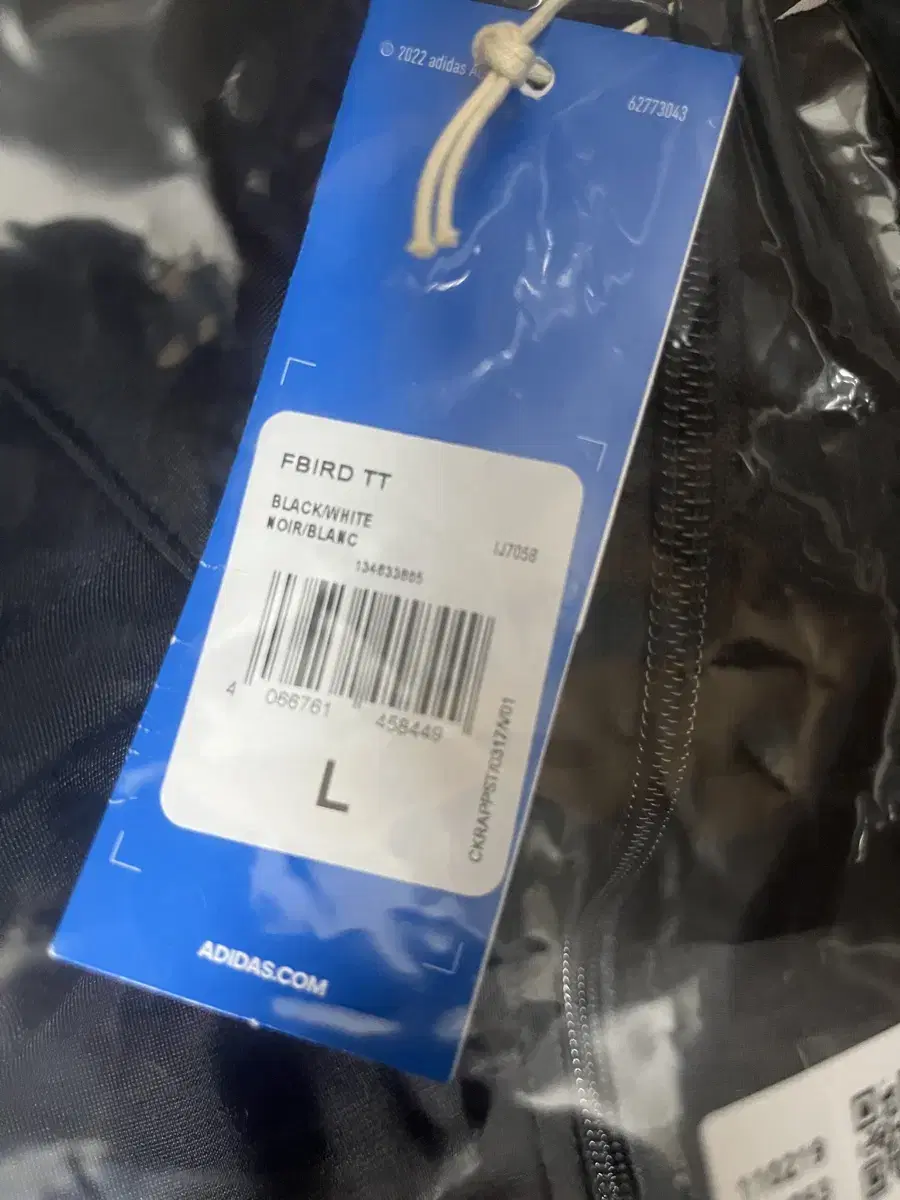 © 2022 adidas
62773043
FBIRD TT
BLACK/WHITE
NOIR/BLANC
IJ7058
134633865
4 066761 458449
L
CKRAPPST/0317/V01
ADIDAS.COM
110219